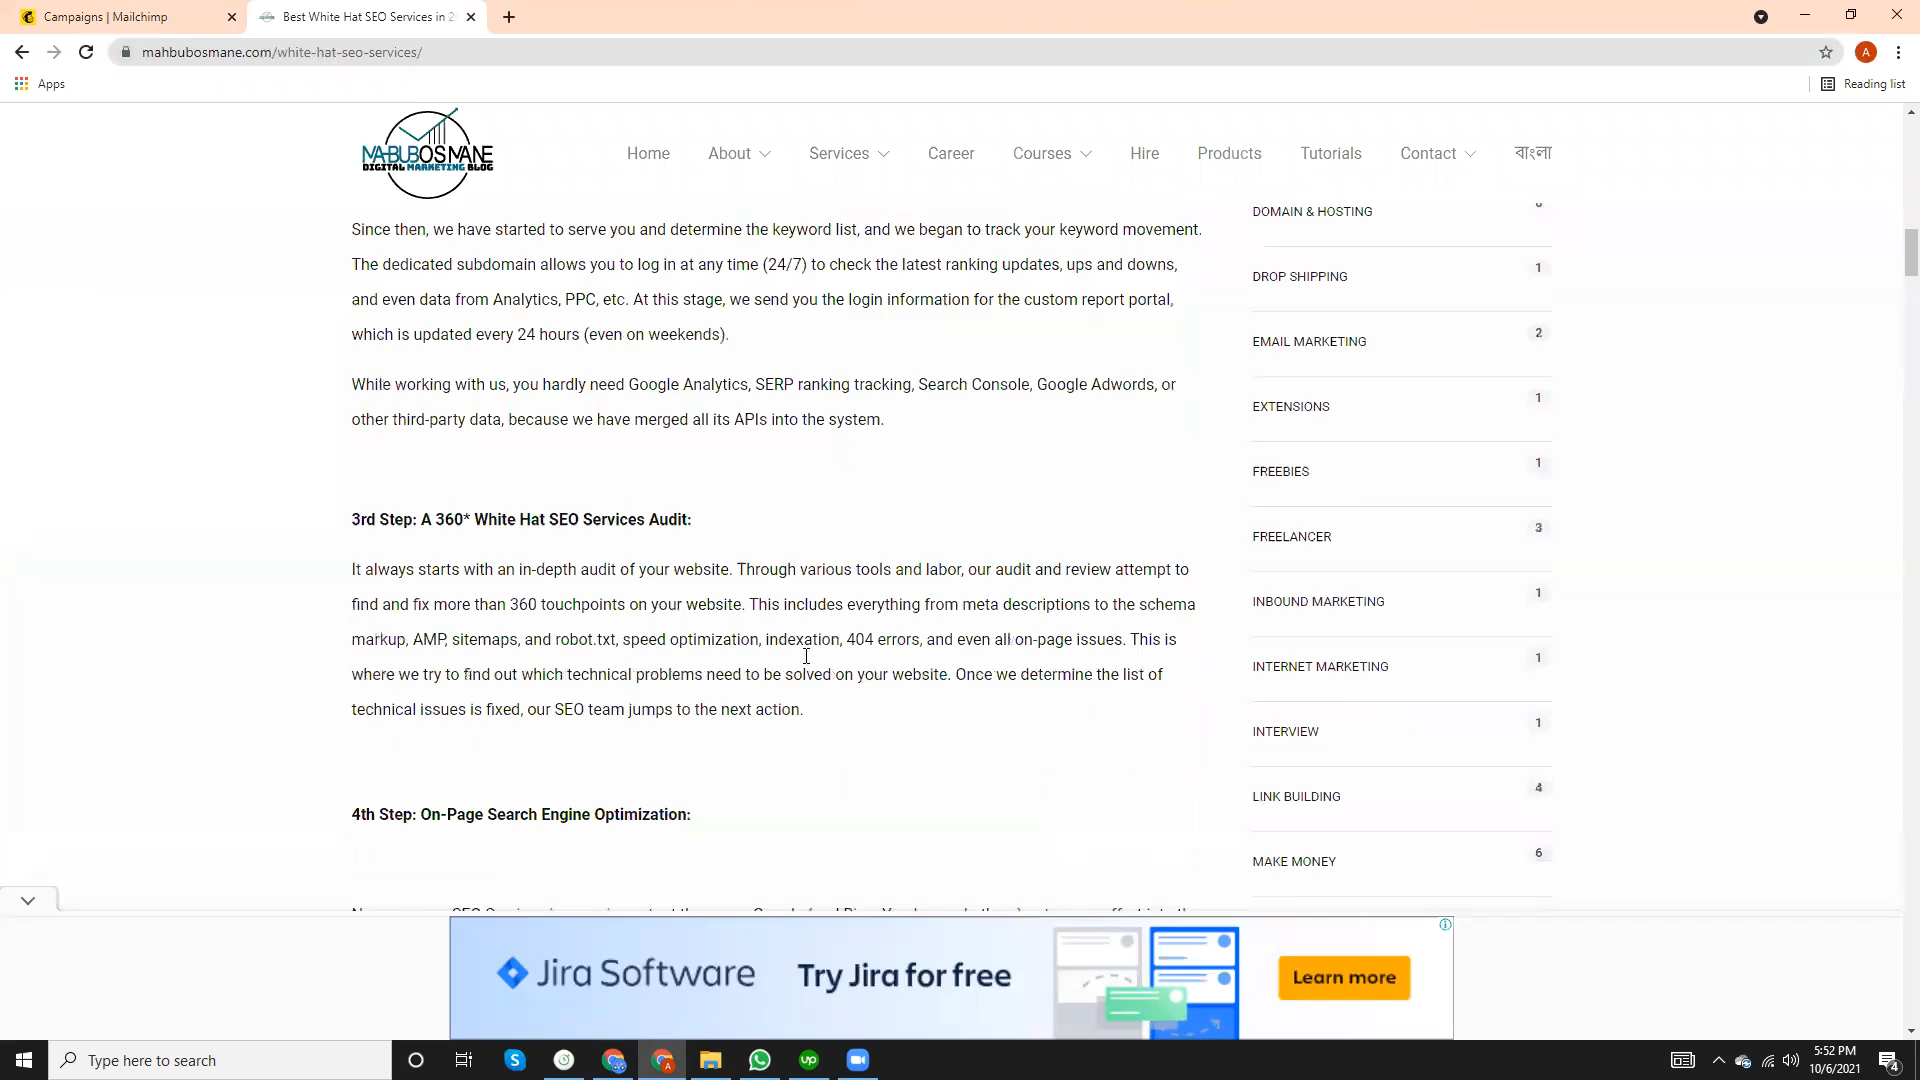 Campaigns | Mailchimp
Best White Hat SEO Services in 2
mahbubosmane.com/white-hat-seo-services/
A
Apps
Reading list
MAHBUBOSMANE
DIGITAL MARKETING BLOG
Home
About
Services
Career
Courses
Hire
Products
Tutorials
Contact
বাংলা
Since then, we have started to serve you and determine the keyword list, and we began to track your keyword movement.
The dedicated subdomain allows you to log in at any time (24/7) to check the latest ranking updates, ups and downs,
and even data from Analytics, PPC, etc. At this stage, we send you the login information for the custom report portal,
which is updated every 24 hours (even on weekends).
While working with us, you hardly need Google Analytics, SERP ranking tracking, Search Console, Google Adwords, or
other third-party data, because we have merged all its APIs into the system.
3rd Step: A 360* White Hat SEO Services Audit:
It always starts with an in-depth audit of your website. Through various tools and labor, our audit and review attempt to
find and fix more than 360 touchpoints on your website. This includes everything from meta descriptions to the schema
markup, AMP, sitemaps, and robot.txt, speed optimization, indexation, 404 errors, and even all on-page issues. This is
where we try to find out which technical problems need to be solved on your website. Once we determine the list of
technical issues is fixed, our SEO team jumps to the next action.
4th Step: On-Page Search Engine Optimization:
DOMAIN & HOSTING
DROP SHIPPING 1
EMAIL MARKETING 2
EXTENSIONS 1
FREEBIES 1
FREELANCER 3
INBOUND MARKETING 1
INTERNET MARKETING 1
INTERVIEW 1
LINK BUILDING 4
MAKE MONEY 6
Jira Software
Try Jira for free
Learn more
Type here to search
5:52 PM
10/6/2021
4